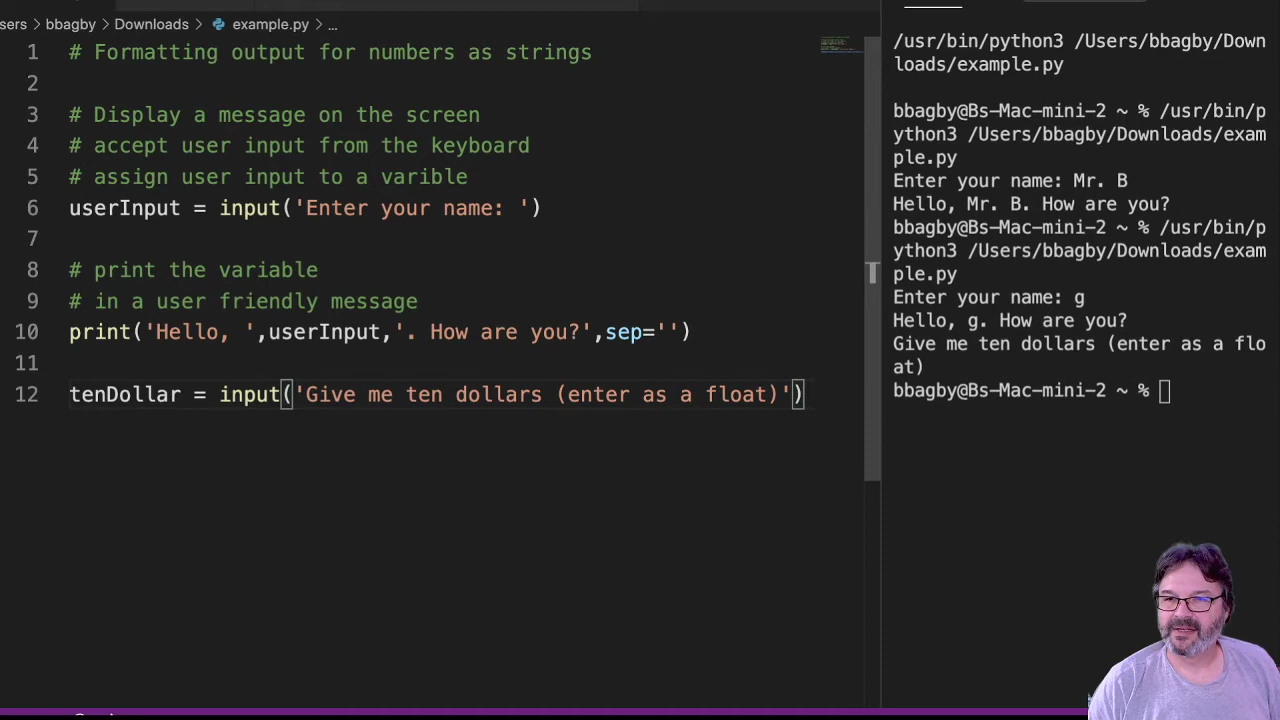 sers > bbagby > Downloads > example.py > ...
1 # Formatting output for numbers as strings
2
3 # Display a message on the screen
4 # accept user input from the keyboard
5 # assign user input to a varible
6 userInput = input('Enter your name: ')
7
8 # print the variable
9 # in a user friendly message
10 print('Hello, ',userInput,'. How are you?',sep='')
11
12 tenDollar = input('Give me ten dollars (enter as a float)')
/usr/bin/python3 /Users/bbagby/Down
loads/example.py
bbagby@Bs-Mac-mini-2 ~ % /usr/bin/p
ython3 /Users/bbagby/Downloads/exam
ple.py
Enter your name: Mr. B
Hello, Mr. B. How are you?
bbagby@Bs-Mac-mini-2 ~ % /usr/bin/p
ython3 /Users/bbagby/Downloads/exam
ple.py
Enter your name: g
Hello, g. How are you?
Give me ten dollars (enter as a flo
at)
bbagby@Bs-Mac-mini-2 ~ %